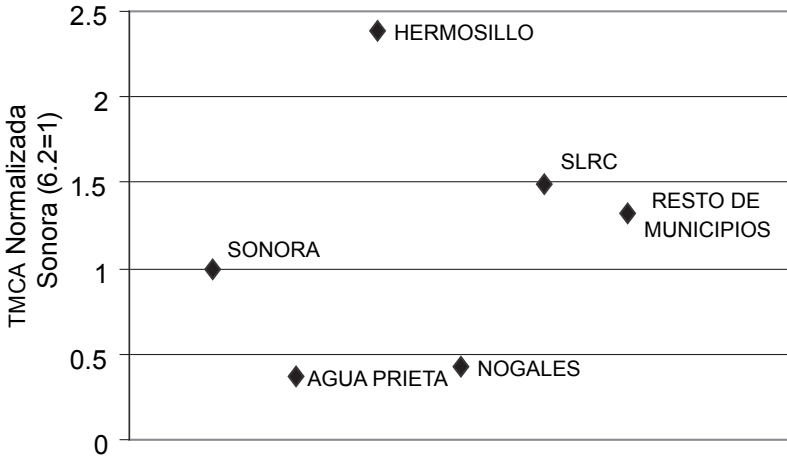 TMCA Normalizada
Sonora (6.2=1)
2.5
2
1.5
1
0.5
0
HERMOSILLO
SLRC
RESTO DE
MUNICIPIOS
SONORA
AGUA PRIETA
NOGALES